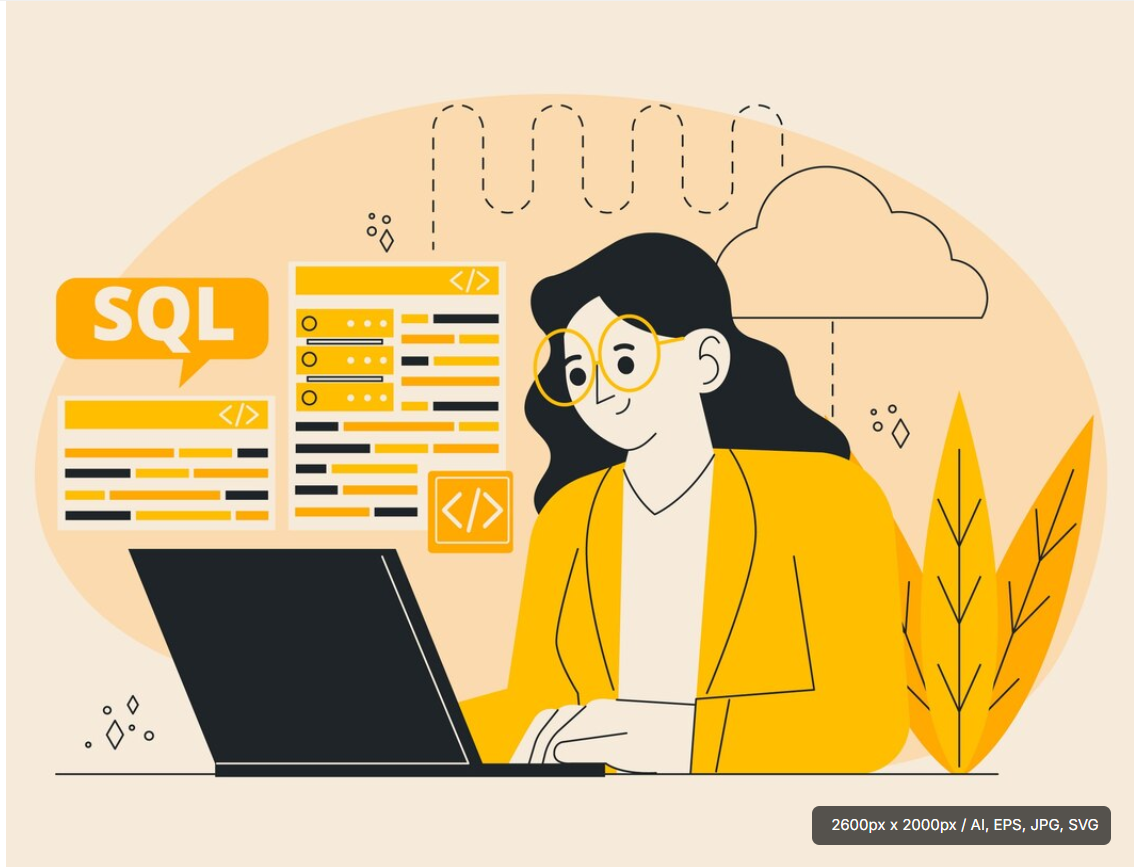 </>
SQL
</>
</>
2600px x 2000px / AI, EPS, JPG, SVG